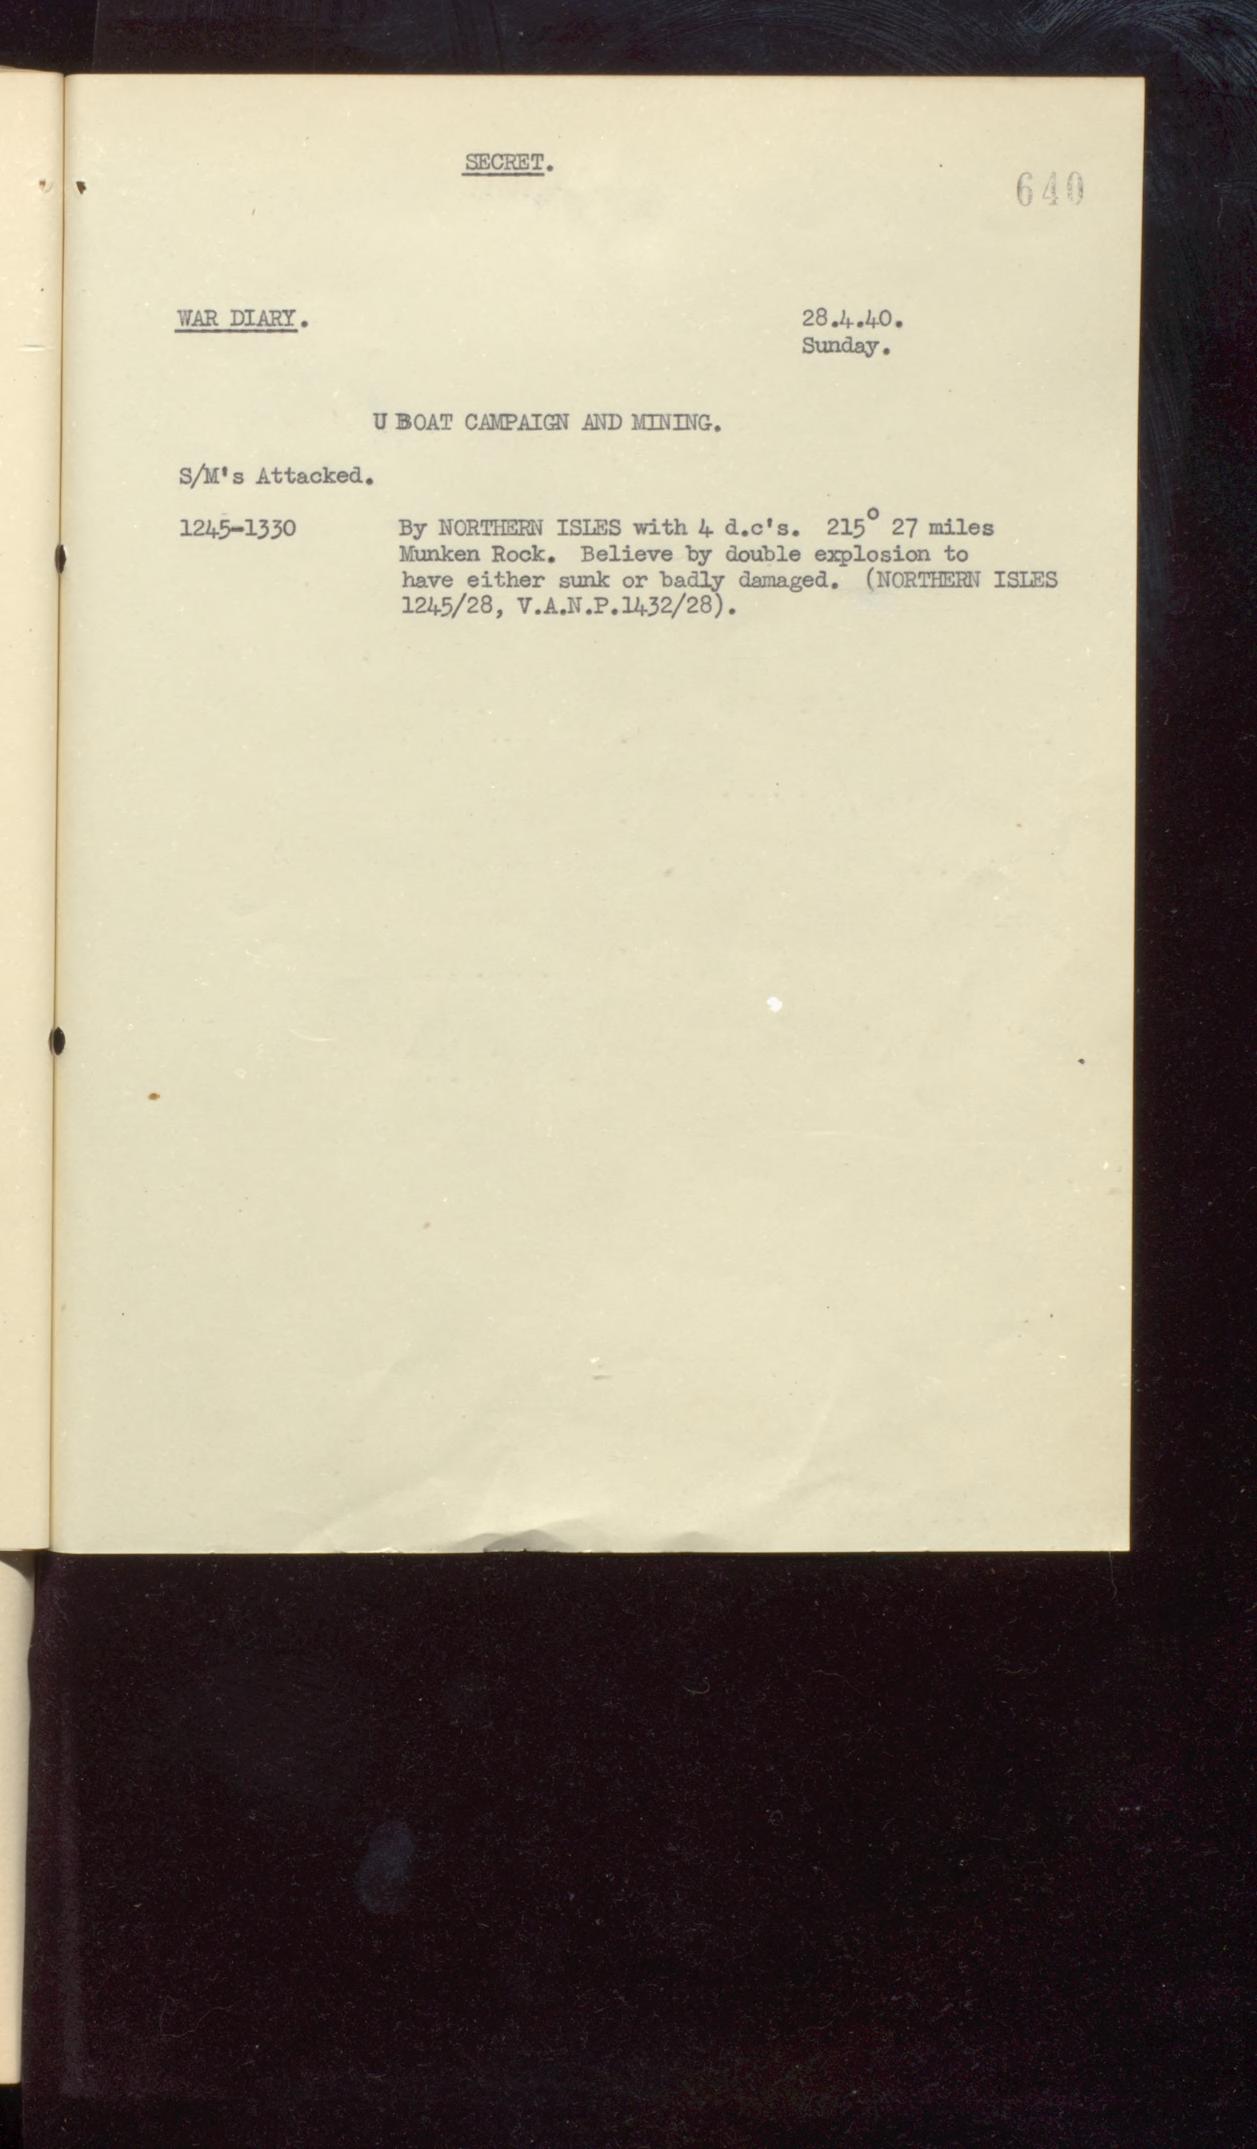 SECRET.
640
WAR DIARY.
28.4.40.
Sunday.
U BOAT CAMPAIGN AND MINING.
S/M's Attacked.
1245-1330 By NORTHERN ISLES with 4 d.c's. 215° 27 miles
Munken Rock. Believe by double explosion to
have either sunk or badly damaged. (NORTHERN ISLES
1245/28, V.A.N.P.1432/28).